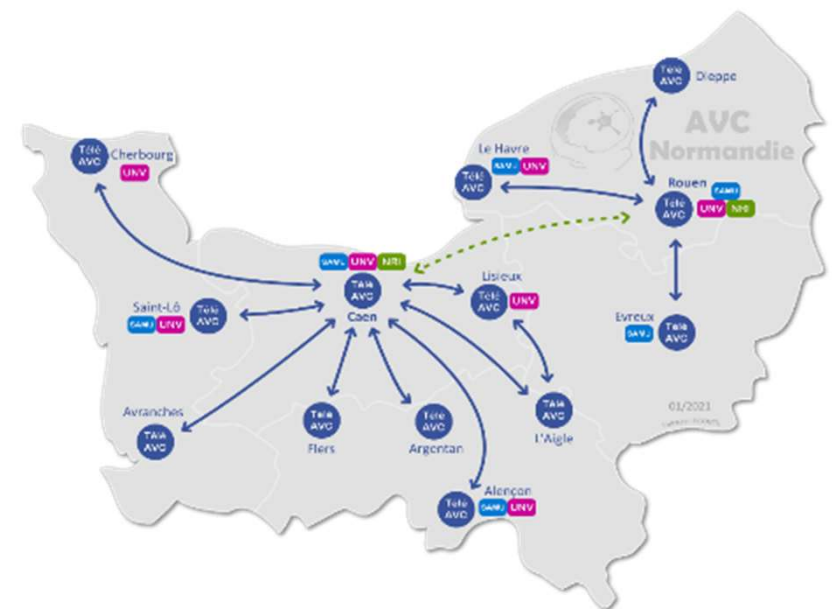 Télé
AVC
Dieppe
AVC
Normandie
Télé
AVC
Cherbourg
UNV
Le Havre
SAMU UNV
Télé
AVC
Rouen
SAMU
Télé
AVC
UNV NRI
SAMU UNV NRI
Télé
AVC
Caen
Lisieux
Télé
AVC
UNV
Saint-Lô
SAMU UNV
Télé
AVC
Evreux
SAMU
Télé
AVC
Avranches
Télé
AVC
Télé
AVC
Flers
Télé
AVC
Argentan
Télé
AVC
L'Aigle
01/2021
Alençon
Télé
AVC
SAMU UNV